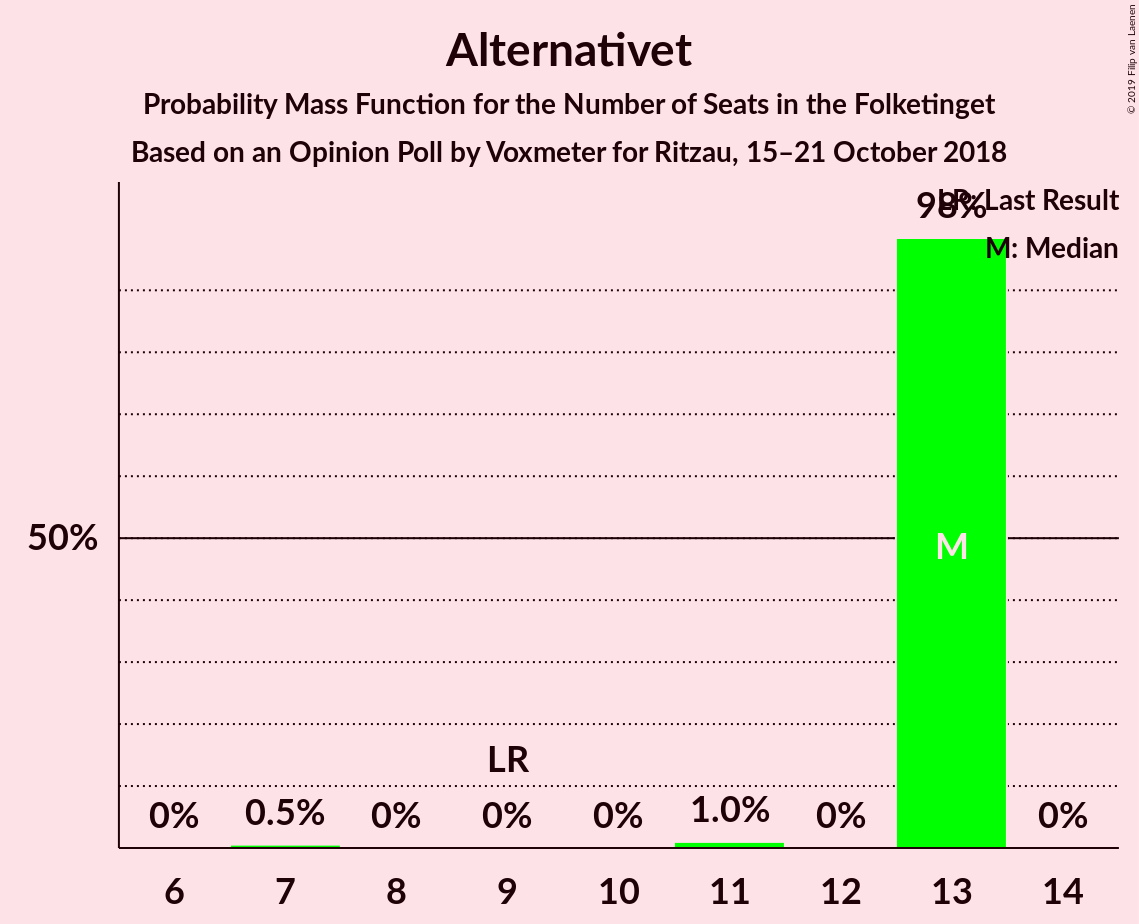 Alternativet
Probability Mass Function for the Number of Seats in the Folketinget
Based on an Opinion Poll by Voxmeter for Ritzau, 15–21 October 2018
© 2019 Filip van Laenen
LR: Last Result
M: Median
98%
50%
M
LR
0% 0.5% 0% 0% 0% 1.0% 0% 0%
6 7 8 9 10 11 12 13 14